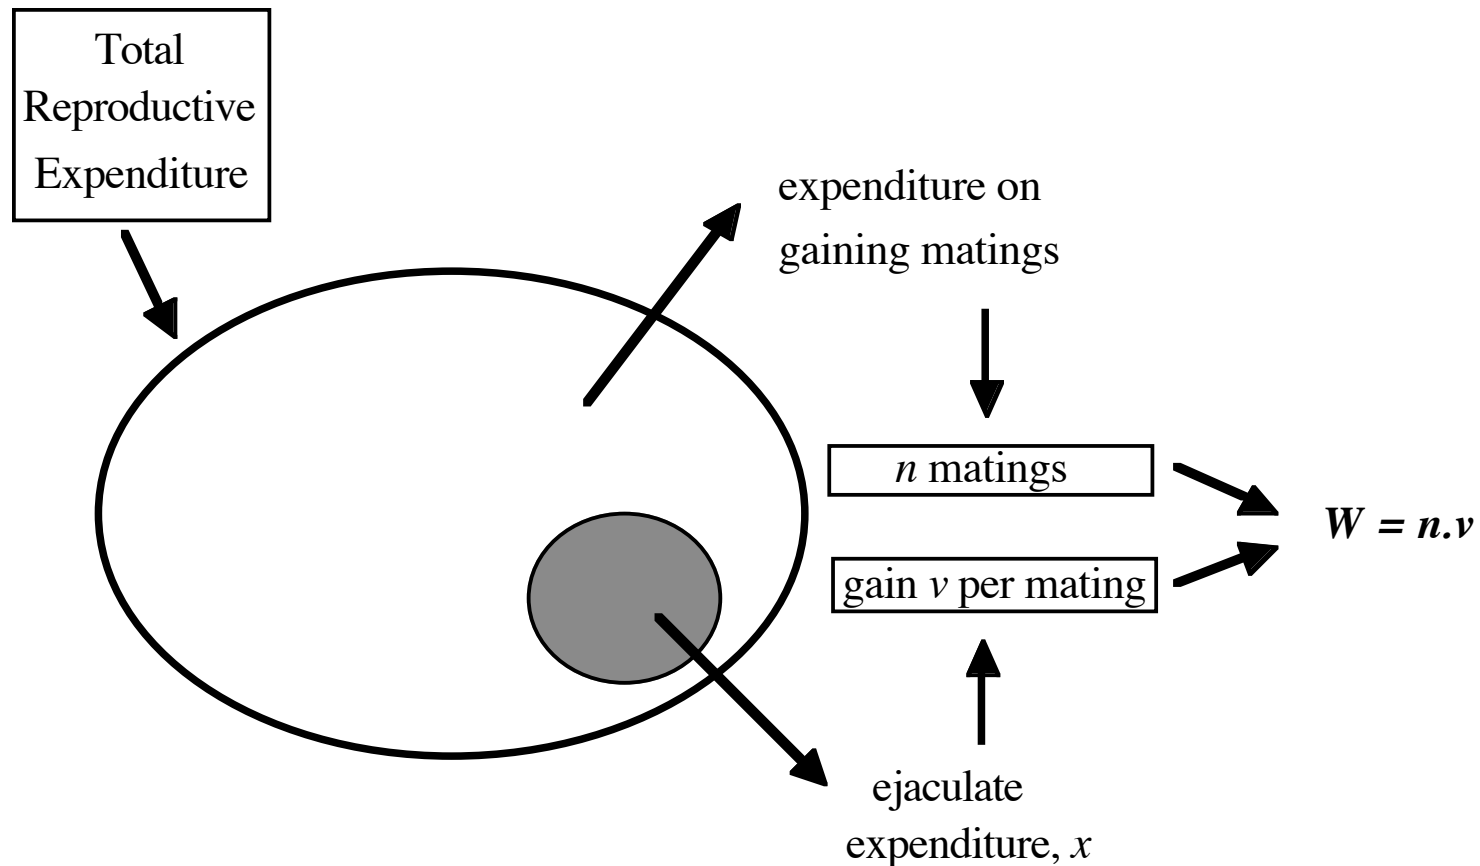 Total
Reproductive
Expenditure
expenditure on
gaining matings
n matings
W = n.v
gain v per mating
ejaculate
expenditure, x